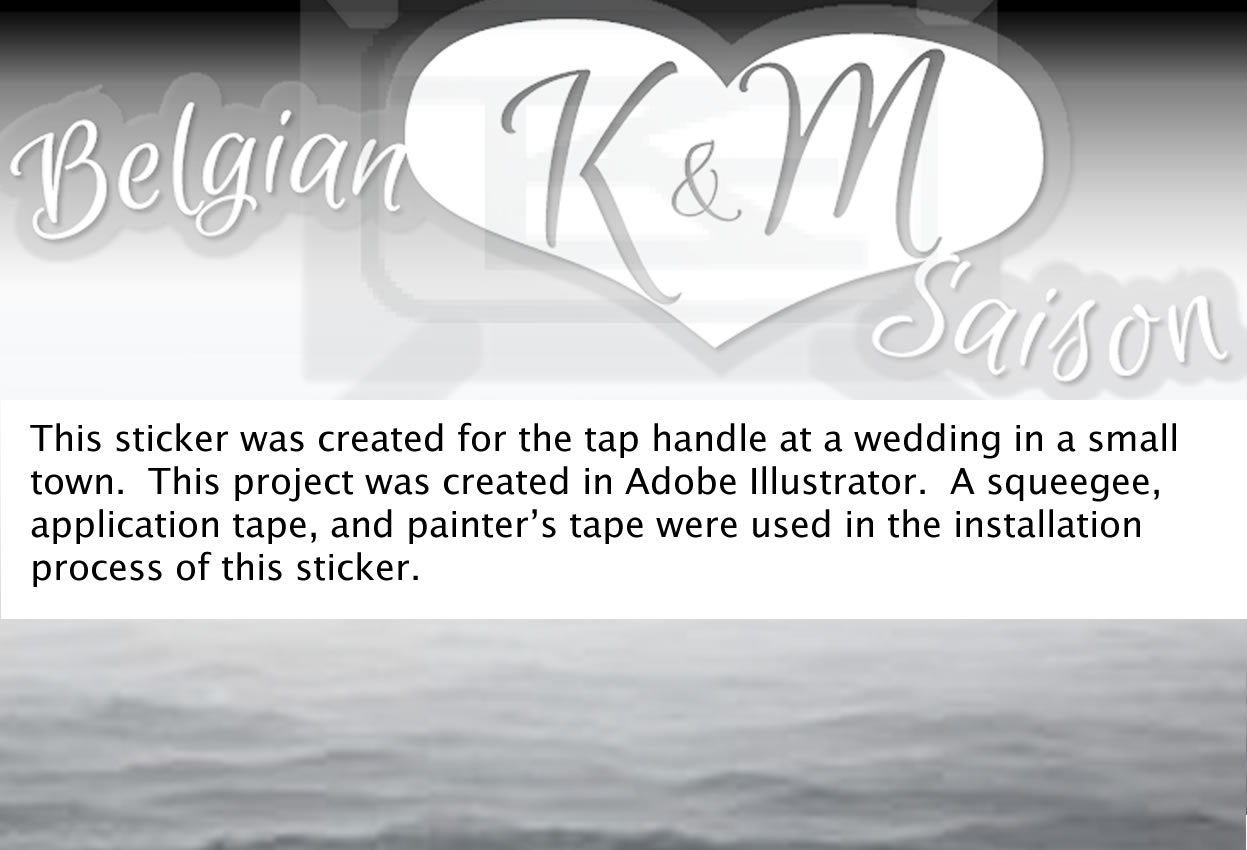 Belgian
K & M
Saison
This sticker was created for the tap handle at a wedding in a small
town.  This project was created in Adobe Illustrator.  A squeegee,
application tape, and painter’s tape were used in the installation
process of this sticker.